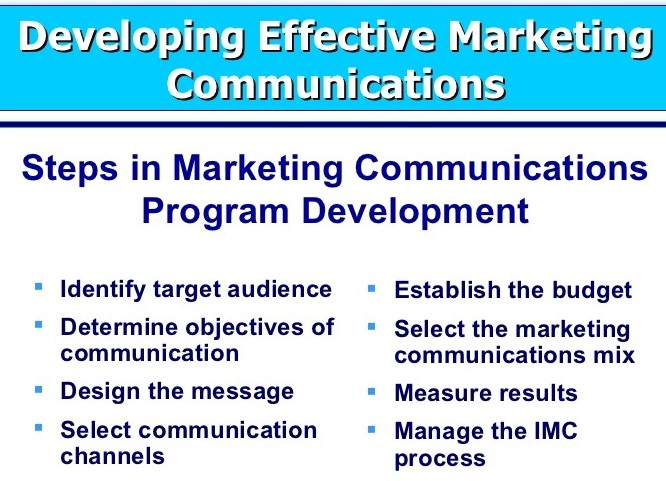 Developing Effective Marketing
Communications
Steps in Marketing Communications
Program Development
Identify target audience
Determine objectives of
communication
Design the message
Select communication
channels
Establish the budget
Select the marketing
communications mix
Measure results
Manage the IMC
process